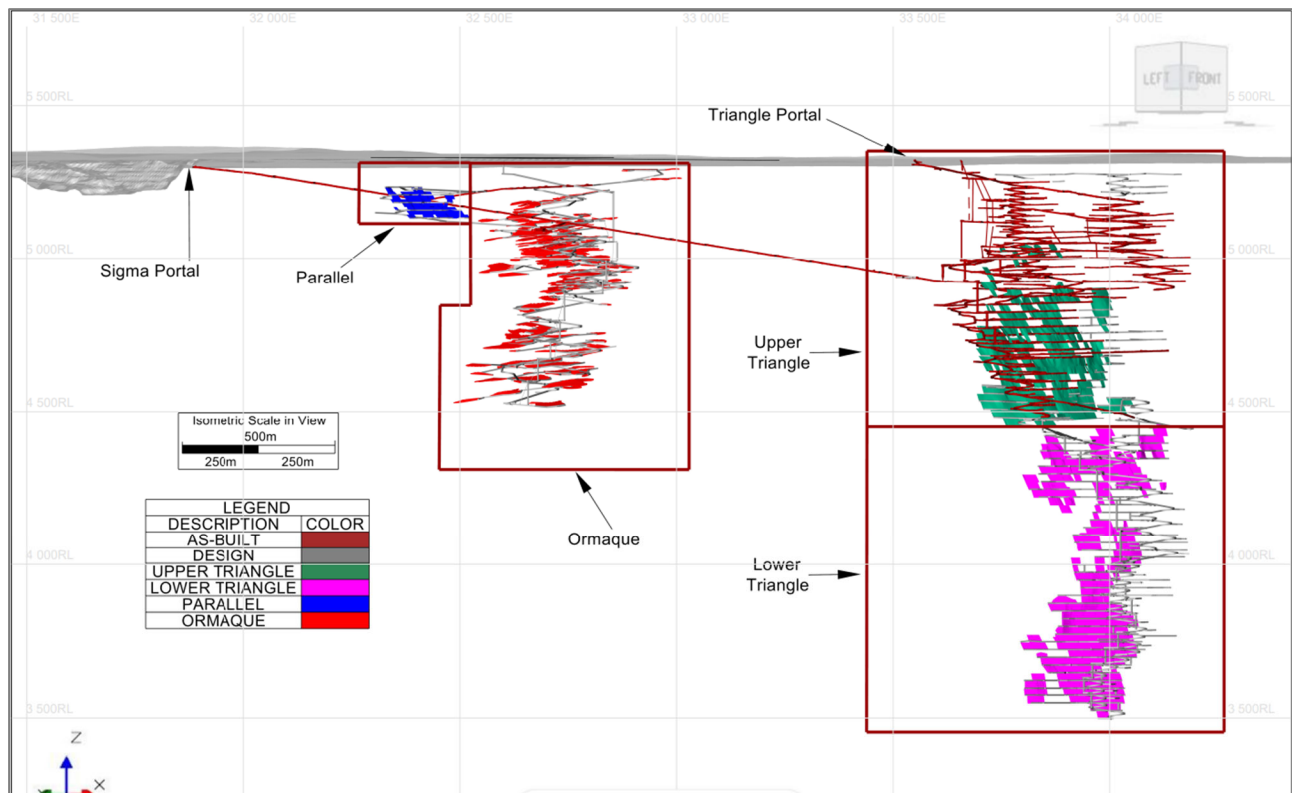 31 500E
32 000E
32 500E
33 000E
33 500E
34 000E
LEFT
FRONT
5 500RL
5 500RL
Triangle Portal
Sigma Portal
Parallel
5 000RL
5 000RL
Upper
Triangle
4 500RL
4 500RL
Isometric Scale in View
500m
250m
250m
Ormaque
LEGEND
DESCRIPTION COLOR
AS-BUILT
DESIGN
UPPER TRIANGLE
LOWER TRIANGLE
PARALLEL
ORMAQUE
4 000RL
4 000RL
Lower
Triangle
3 500RL
3 500RL
Z
X